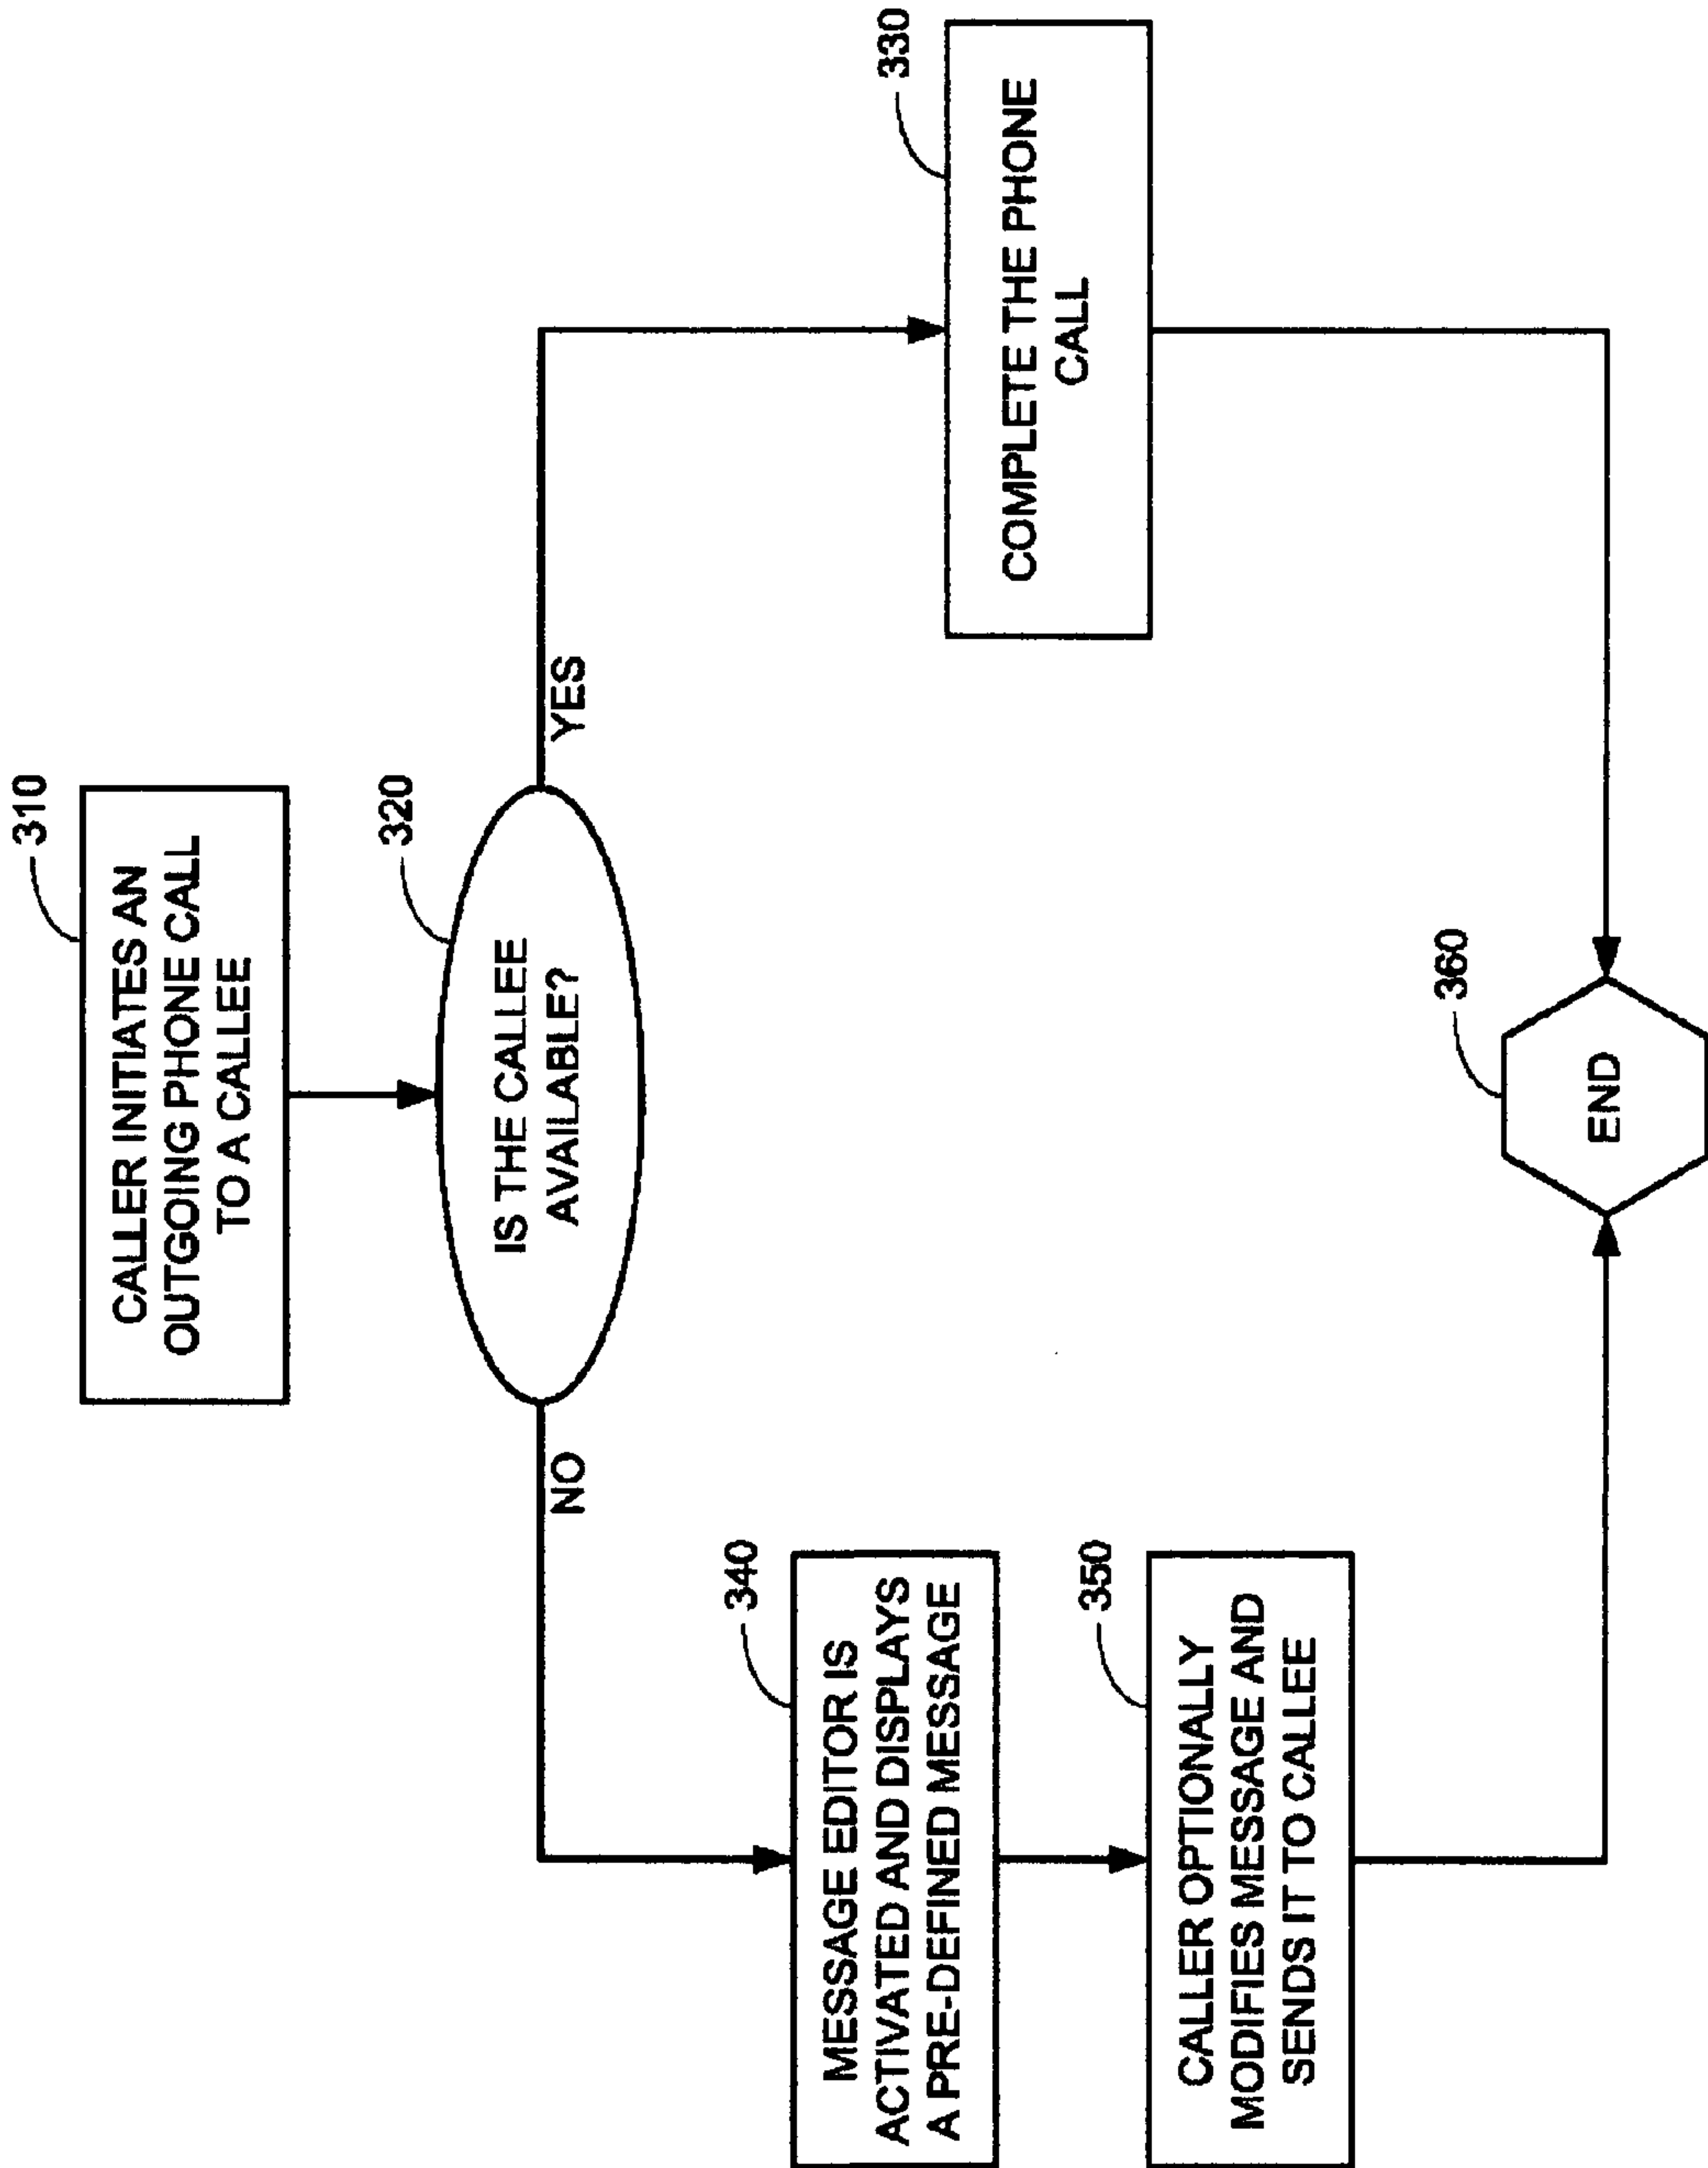 310
CALLER INITIATES AN
OUTGOING PHONE CALL
TO A CALLEE
320
IS THE CALLEE
AVAILABLE?
NO
YES
340
MESSAGE EDITOR IS
ACTIVATED AND DISPLAYS
A PRE-DEFINED MESSAGE
330
COMPLETE THE PHONE
CALL
350
CALLER OPTIONALLY
MODIFIES MESSAGE AND
SENDS IT TO CALLEE
360
END